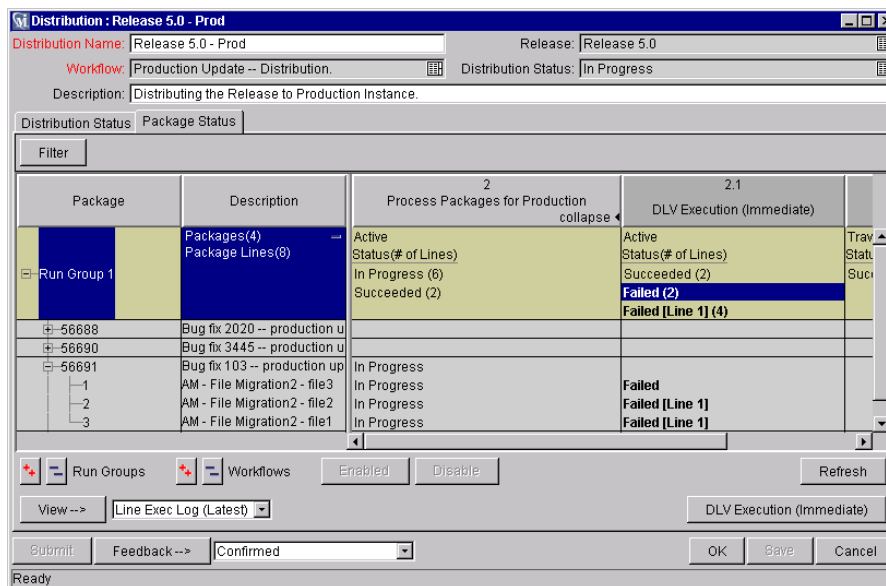 Distribution : Release 5.0 - Prod
Distribution Name: Release 5.0 - Prod Release: Release 5.0
Workflow: Production Update -- Distribution. Distribution Status: In Progress
Description: Distributing the Release to Production Instance.
Distribution Status Package Status
Filter
Package Description 2 Process Packages for Production collapse 2.1 DLV Execution (Immediate)
Packages(4) Active Active Trav
Package Lines(8) Status(# of Lines) Status(# of Lines) Statu
Run Group 1 In Progress (6) Succeeded (2) Succ
Succeeded (2) Failed (2)
Failed [Line 1] (4)
56688 Bug fix 2020 -- production u
56690 Bug fix 3445 -- production u
56691 Bug fix 103 -- production up In Progress
1 AM - File Migration2 - file3 In Progress Failed
2 AM - File Migration2 - file2 In Progress Failed [Line 1]
3 AM - File Migration2 - file1 In Progress Failed [Line 1]
Run Groups Workflows Enabled Disable Refresh
View --> Line Exec Log (Latest) DLV Execution (Immediate)
Submit Feedback --> Confirmed OK Save Cancel
Ready